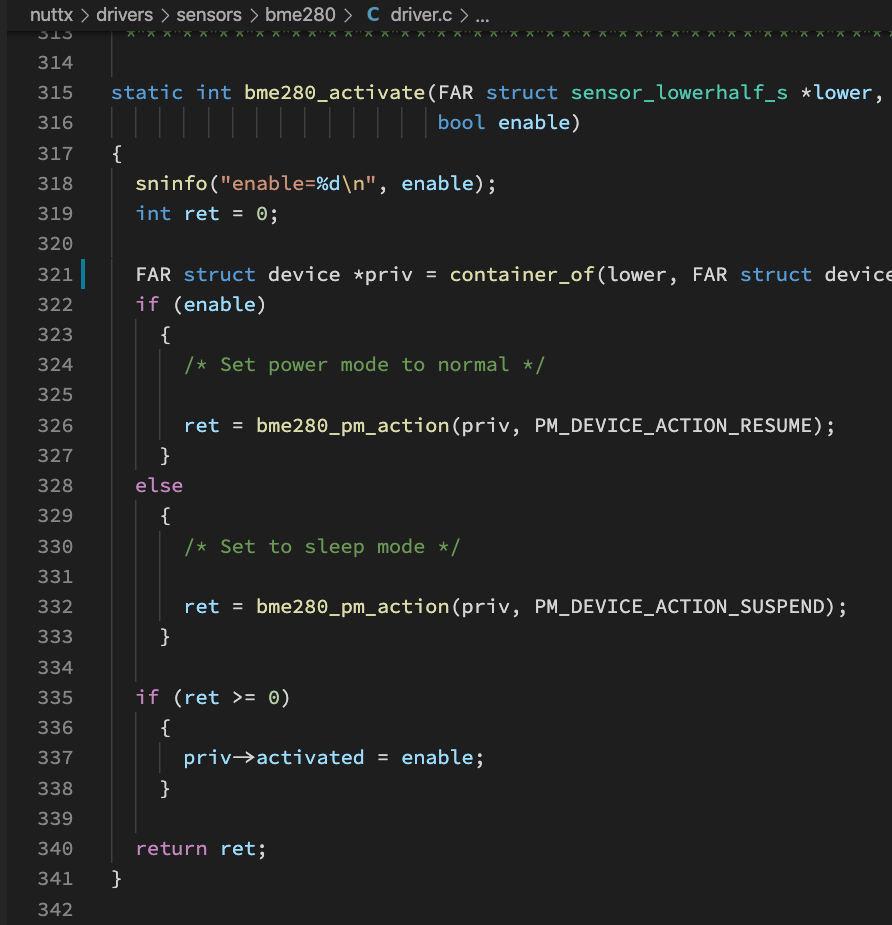 nuttx > drivers > sensors > bme280 > C driver.c > ...
313
314
315 static int bme280_activate(FAR struct sensor_lowerhalf_s *lower,
316 bool enable)
317 {
318 sninfo("enable=%d\n", enable);
319 int ret = 0;
320
321 FAR struct device *priv = container_of(lower, FAR struct device
322 if (enable)
323 {
324 /* Set power mode to normal */
325
326 ret = bme280_pm_action(priv, PM_DEVICE_ACTION_RESUME);
327 }
328 else
329 {
330 /* Set to sleep mode */
331
332 ret = bme280_pm_action(priv, PM_DEVICE_ACTION_SUSPEND);
333 }
334
335 if (ret >= 0)
336 {
337 priv->activated = enable;
338 }
339
340 return ret;
341 }
342